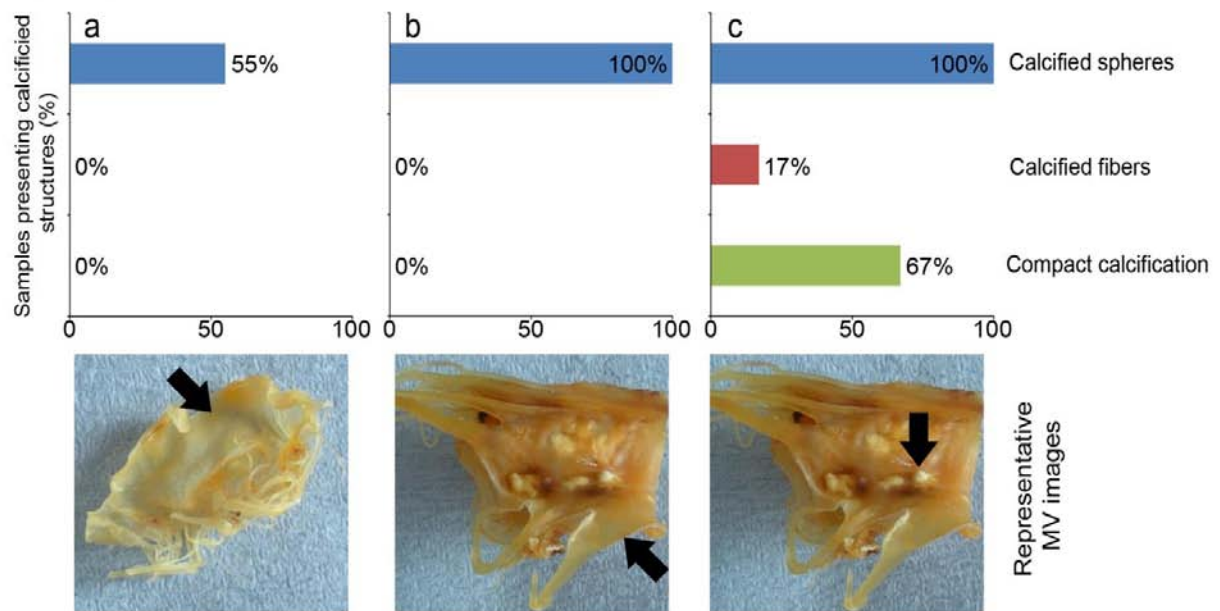 Samples presenting calcificied
structures (%)
a
55%
0%
0%
0
50
100
b
100%
0%
0%
0
50
100
c
100%
17%
67%
0
50
100
Calcified spheres
Calcified fibers
Compact calcification
Representative
MV images